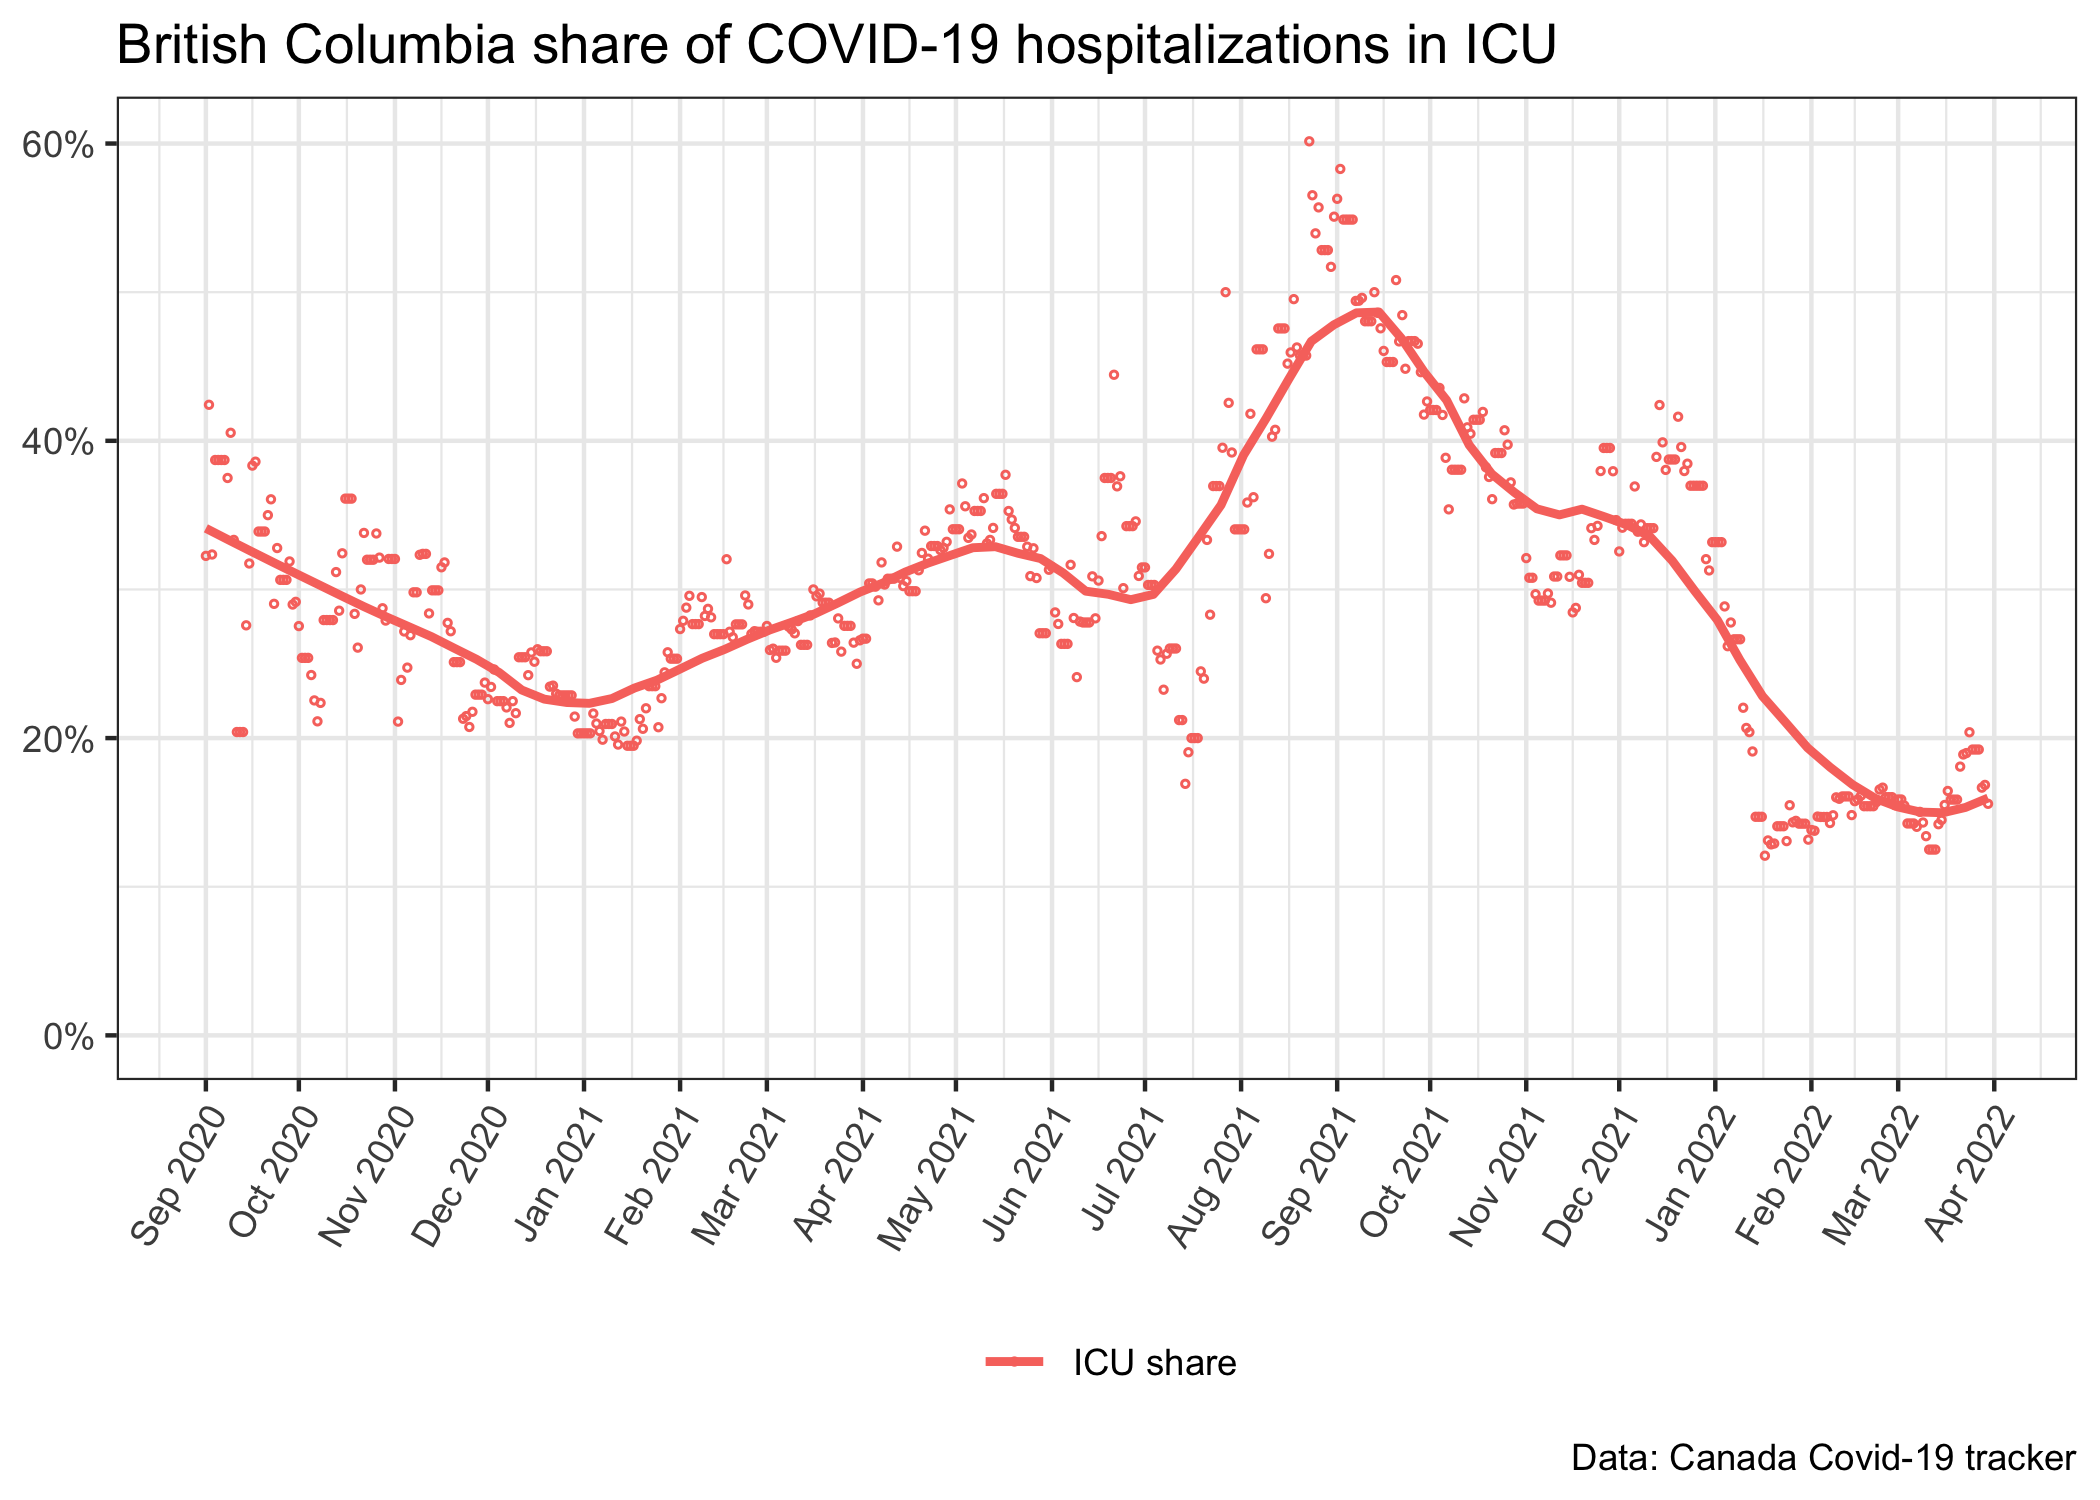 British Columbia share of COVID-19 hospitalizations in ICU
60%
40%
20%
0%
Sep 2020
Oct 2020
Nov 2020
Dec 2020
Jan 2021
Feb 2021
Mar 2021
Apr 2021
May 2021
Jun 2021
Jul 2021
Aug 2021
Sep 2021
Oct 2021
Nov 2021
Dec 2021
Jan 2022
Feb 2022
Mar 2022
Apr 2022
ICU share
Data: Canada Covid-19 tracker